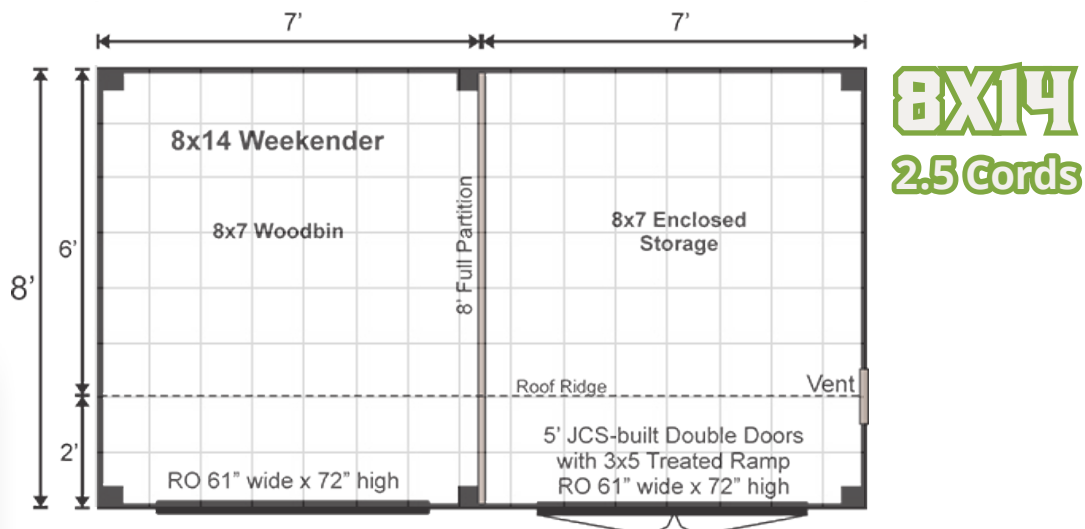 7’
7’
8X14
2.5 Cords
8x14 Weekender
8x7 Woodbin
8’ Full Partition
8x7 Enclosed
Storage
6’
8’
Roof Ridge
Vent
2’
5’ JCS-built Double Doors
with 3x5 Treated Ramp
RO 61” wide x 72” high
RO 61” wide x 72” high